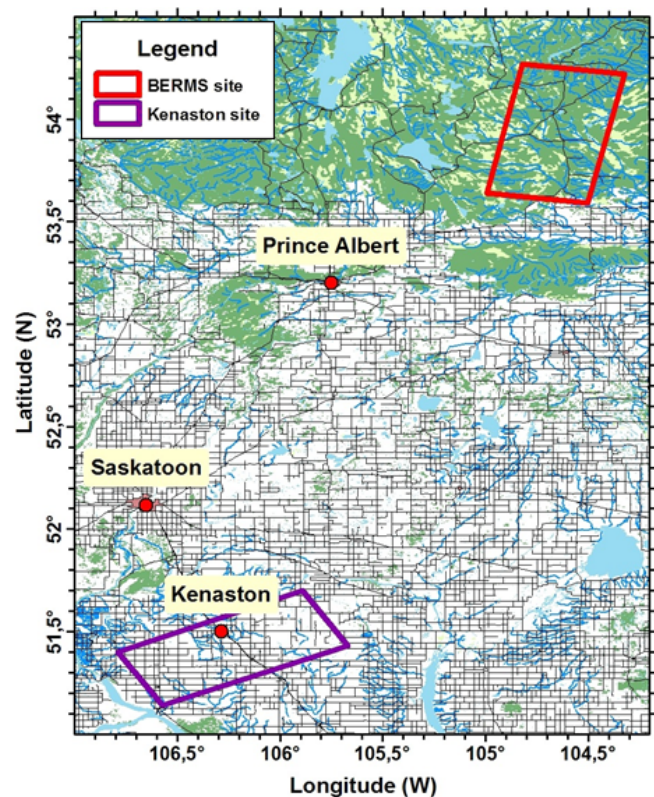 Legend
BERMS site
Kenaston site
54°
53,5°
Prince Albert
53°
Latitude (N)
52,5°
Saskatoon
52°
Kenaston
51,5°
106,5° 106° 105,5° 105° 104,5°
Longitude (W)